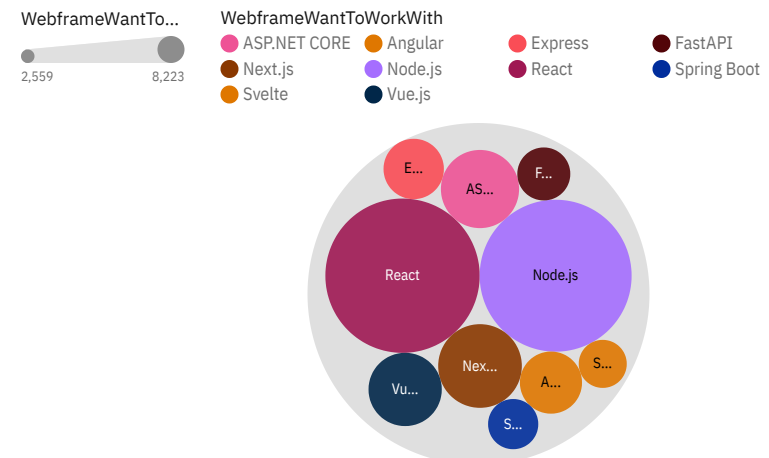 WebframeWantTo...
2,559
8,223
WebframeWantToWorkWith
ASP.NET CORE
Angular
Express
FastAPI
Next.js
Node.js
React
Spring Boot
Svelte
Vue.js
E...
AS...
F...
React
Node.js
Vu...
Nex...
A...
S...
S...